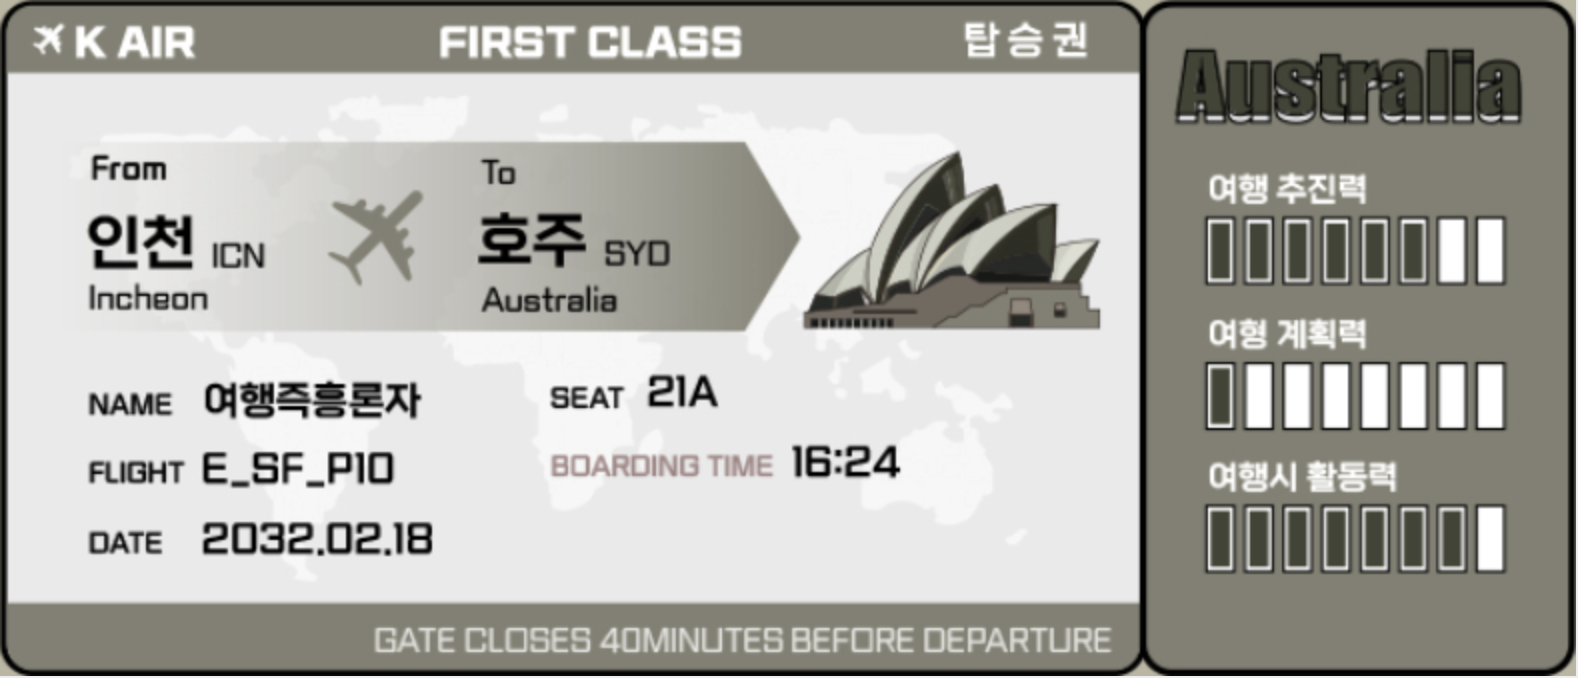 K AIR FIRST CLASS 탑승권
From
인천 ICN
Incheon
To
호주 SYD
Australia
NAME 여행즉흥론자
SEAT 21A
FLIGHT E_SF_P10
BOARDING TIME 16:24
DATE 2032.02.18
GATE CLOSES 40MINUTES BEFORE DEPARTURE
Australia
여행 추진력
여형 계획력
여행시 활동력